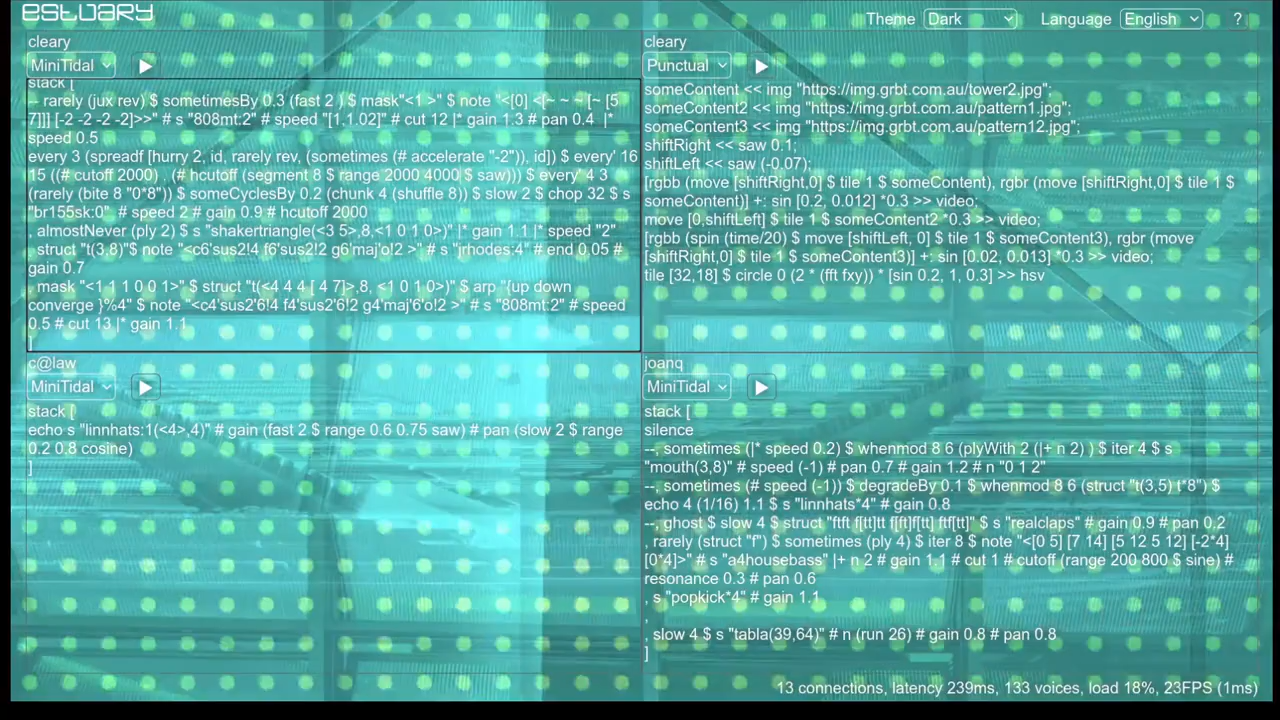 ESTUARY
Theme Dark Language English ?
cleary
MiniTidal
stack [
-- rarely (jux rev) $ sometimesBy 0.3 (fast 2 ) $ mask"<1 >" $ note "<[0] <[~ ~ ~ [~ [5
7]]] [-2 -2 -2 -2]>>" # s "808mt:2" # speed "[1,1.02]" # cut 12 |* gain 1.3 # pan 0.4 |*
speed 0.5
every 3 (spreadf [hurry 2, id, rarely rev, (sometimes (# accelerate "-2")), id]) $ every' 16
15 ((# cutoff 2000) . (# hcutoff (segment 8 $ range 2000 4000 $ saw))) $ every' 4 3
(rarely (bite 8 "0*8")) $ someCyclesBy 0.2 (chunk 4 (shuffle 8)) $ slow 2 $ chop 32 $ s
"br155sk:0" # speed 2 # gain 0.9 # hcutoff 2000
, almostNever (ply 2) $ s "shakertriangle(<3 5>,8,<1 0 1 0>)" |* gain 1.1 |* speed "2"
, struct "t(3,8)"$ note "<c6'sus2!4 f6'sus2'o!2 g6'maj'o!2 >" # s "jrhodes:4" # end 0.05 #
gain 0.7
, mask "<1 1 1 0 0 1>" $ struct "t(<4 4 4 [ 4 7]>,8, <1 0 1 0>)" $ arp "{up down
converge }%4" $ note "<c4'sus2'6!4 f4'sus2'6!2 g4'maj'6'o!2 >" # s "808mt:2" # speed
0.5 # cut 13 |* gain 1.1
]
cleary
Punctual
someContent << img "https://img.grbt.com.au/tower2.jpg";
someContent2 << img "https://img.grbt.com.au/pattern1.jpg";
someContent3 << img "https://img.grbt.com.au/pattern12.jpg";
shiftRight << saw 0.1;
shiftLeft << saw (-0.07);
[rgbb (move [shiftRight,0] $ tile 1 $ someContent), rgbr (move [shiftRight,0] $ tile 1 $
someContent)] +: sin [0.2, 0.012] *0.3 >> video;
move [0,shiftLeft] $ tile 1 $ someContent2 *0.3 >> video;
[rgbb (spin (time/20) $ move [shiftLeft, 0] $ tile 1 $ someContent3), rgbr (move
[shiftRight,0] $ tile 1 $ someContent3)] +: sin [0.02, 0.013] *0.3 >> video;
tile [32,18] $ circle 0 (2 * (fft fxy)) * [sin 0.2, 1, 0.3] >> hsv
c@law
MiniTidal
stack [
echo s "linnhats:1(<4>,4)" # gain (fast 2 $ range 0.6 0.75 saw) # pan (slow 2 $ range
0.2 0.8 cosine)
]
joanq
MiniTidal
stack [
silence
--, sometimes (|* speed 0.2) $ whenmod 8 6 (plyWith 2 (|+ n 2) ) $ iter 4 $ s
"mouth(3,8)" # speed (-1) # pan 0.7 # gain 1.2 # n "0 1 2"
--, sometimes (# speed (-1)) $ degradeBy 0.1 $ whenmod 8 6 (struct "t(3,5) t*8") $
echo 4 (1/16) 1.1 $ s "linnhats*4" # gain 0.8
--, ghost $ slow 4 $ struct "ftft f[tt]tt f[ft]f[tt] ftf[tt]" $ s "realclaps" # gain 0.9 # pan 0.2
, rarely (struct "f") $ sometimes (ply 4) $ iter 8 $ note "<[0 5] [7 14] [5 12 5 12] [-2*4]
[0*4]>" # s "a4housebass" |+ n 2 # gain 1.1 # cut 1 # cutoff (range 200 800 $ sine) #
resonance 0.3 # pan 0.6
, s "popkick*4" # gain 1.1
,
, slow 4 $ s "tabla(39,64)" # n (run 26) # gain 0.8 # pan 0.8
]
13 connections, latency 239ms, 133 voices, load 18%, 23FPS (1ms)